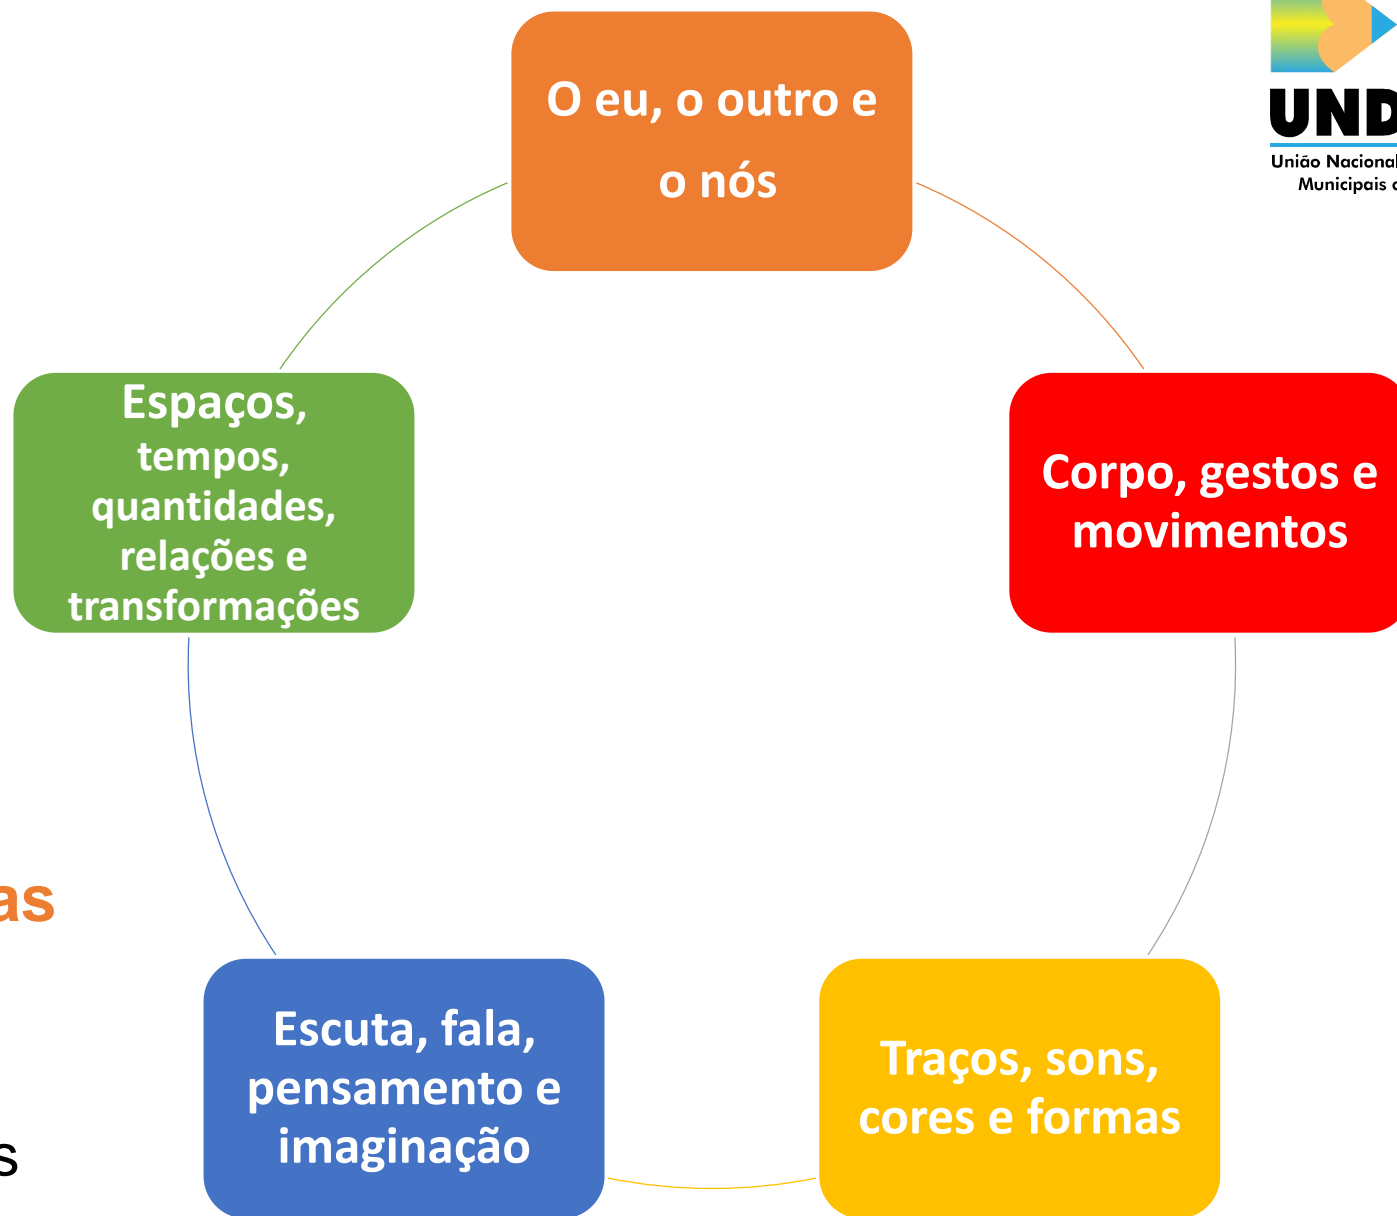 O eu, o outro e
o nós
UND
União Nacional
Municipais
Espaços,
tempos,
quantidades,
relações e
transformações
Corpo, gestos e
movimentos
as
Escuta, fala,
pensamento e
imaginação
Traços, sons,
cores e formas
s